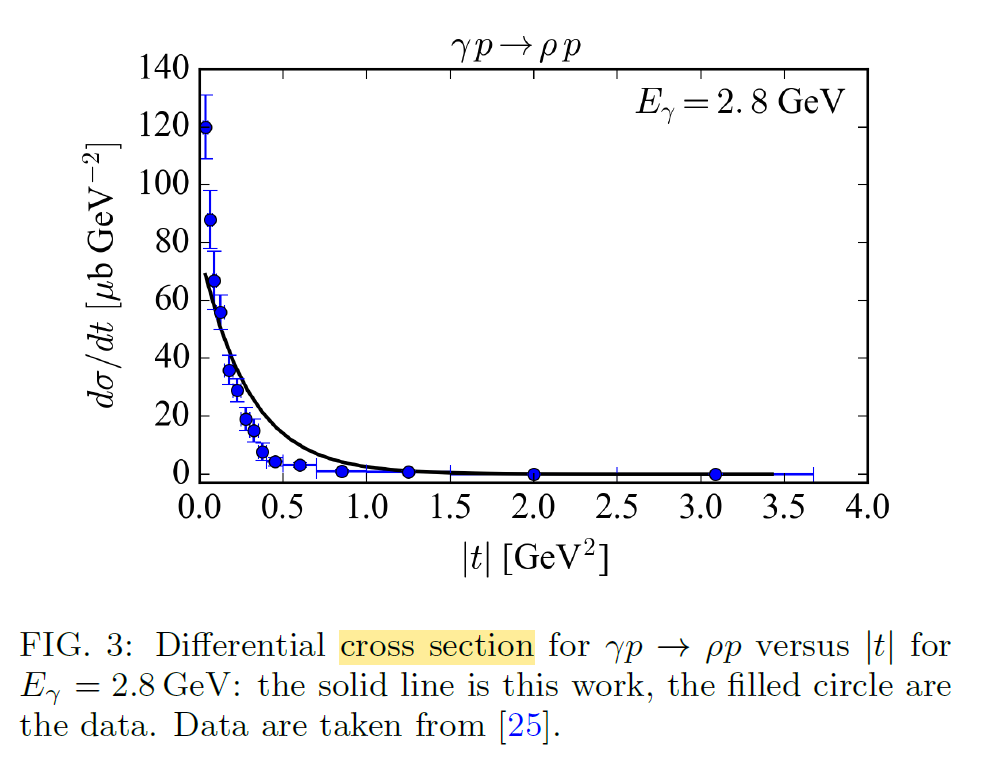 γ p → ρ p
E_γ = 2. 8 GeV
dσ/dt [μb GeV⁻²]
140
120
100
80
60
40
20
0
0.0 0.5 1.0 1.5 2.0 2.5 3.0 3.5 4.0
|t| [GeV²]
FIG. 3: Differential cross section for γp → ρp versus |t| for
E_γ = 2.8 GeV: the solid line is this work, the filled circle are
the data. Data are taken from [25].